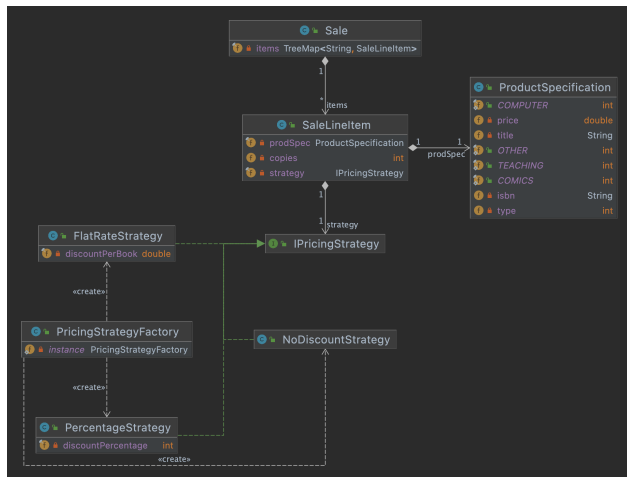 Sale
items TreeMap<String, SaleLineItem>
1
*
items
SaleLineItem
prodSpec ProductSpecification
copies int
strategy IPricingStrategy
1
1
prodSpec
ProductSpecification
COMPUTER int
price double
title String
OTHER int
TEACHING int
COMICS int
isbn String
type int
1
1
strategy
FlatRateStrategy
discountPerBook double
IPricingStrategy
«create»
PricingStrategyFactory
instance PricingStrategyFactory
NoDiscountStrategy
«create»
PercentageStrategy
discountPercentage int
«create»